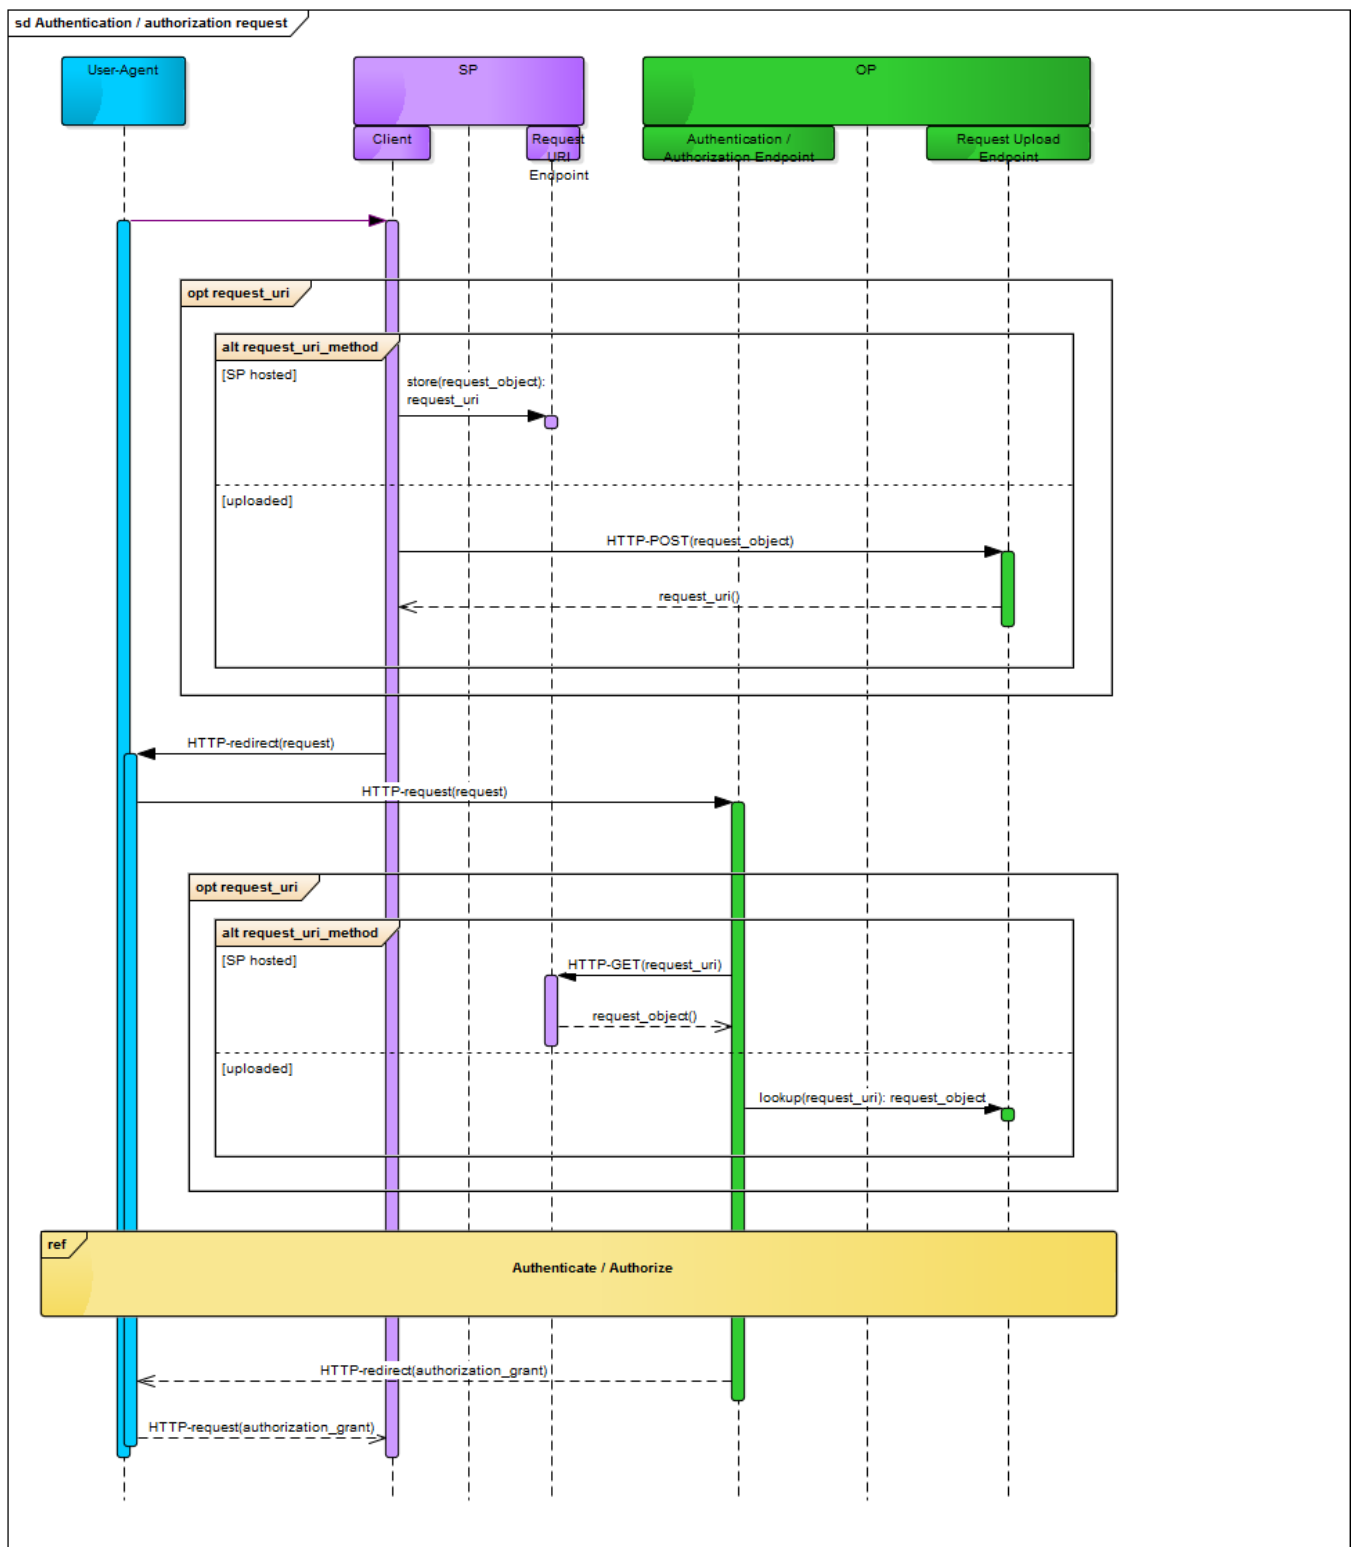 sd Authentication / authorization request
User-Agent
SP
OP
Client
Request
URI
Endpoint
Authentication /
Authorization Endpoint
Request Upload
Endpoint
opt request_uri
alt request_uri_method
[SP hosted]
store(request_object):
request_uri
[uploaded]
HTTP-POST(request_object)
request_uri()
HTTP-redirect(request)
HTTP-request(request)
opt request_uri
alt request_uri_method
[SP hosted]
HTTP-GET(request_uri)
request_object()
[uploaded]
lookup(request_uri): request_object
ref
Authenticate / Authorize
HTTP-redirect(authorization_grant)
HTTP-request(authorization_grant)